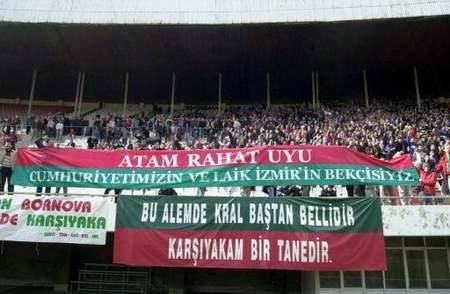 ATAM RAHAT UYU
CUMHURİYETİMİZİN VE LAİK İZMİR'İN BEKÇİSİYİZ
BORNOVA
DE KARŞIYAKA
BU ALEMDE KRAL BAŞTAN BELLİDİR
KARŞIYAKAM BİR TANEDİR.